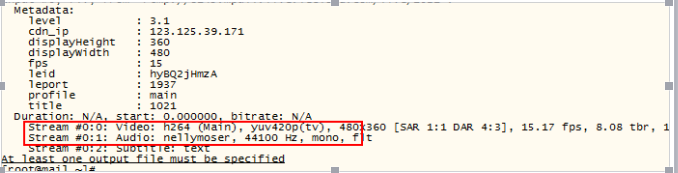 Metadata:
level : 3.1
cdn_ip : 123.125.39.171
displayHeight : 360
displayWidth : 480
fps : 15
leid : hyBQ2jHmzA
leport : 1937
profile : main
title : 1021
Duration: N/A, start: 0.000000, bitrate: N/A
Stream #0:0: Video: h264 (Main), yuv420p(tv), 480x360 [SAR 1:1 DAR 4:3], 15.17 fps, 8.08 tbr, 1
Stream #0:1: Audio: nellymoser, 44100 Hz, mono, flt
Stream #0:2: Subtitle: text
At least one output file must be specified
[root@mail ~]#